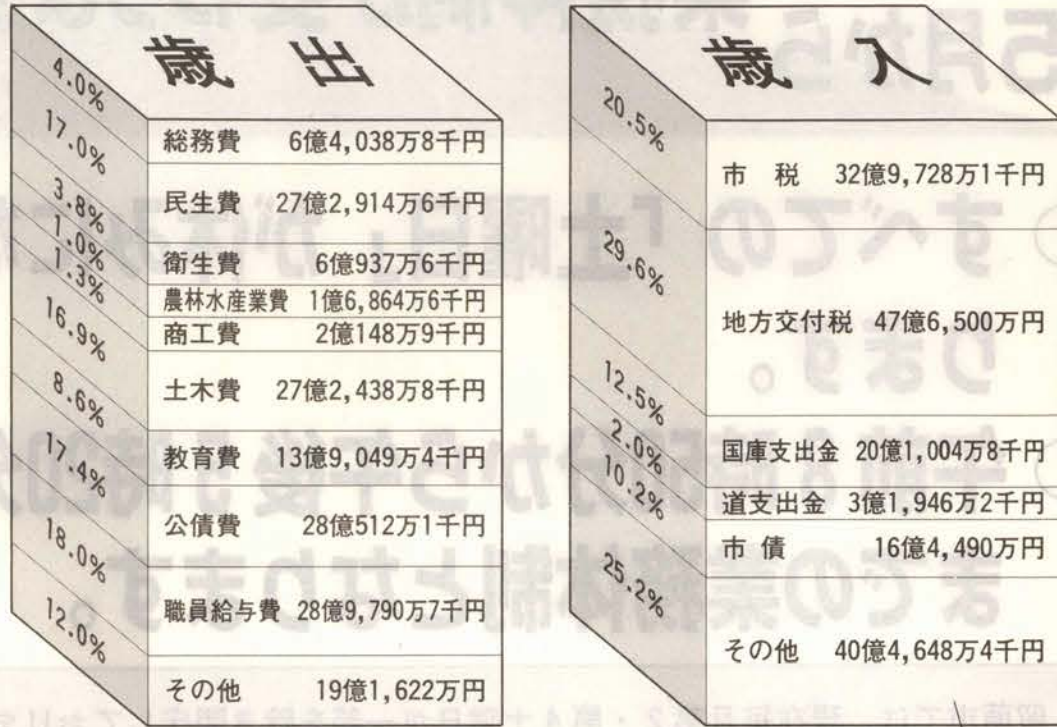 歳出
4.0%
総務費 6億4,038万8千円
17.0%
民生費 27億2,914万6千円
3.8%
衛生費 6億937万6千円
1.0%
農林水産業費 1億6,864万6千円
1.3%
商工費 2億148万9千円
16.9%
土木費 27億2,438万8千円
8.6%
教育費 13億9,049万4千円
17.4%
公債費 28億512万1千円
18.0%
職員給与費 28億9,790万7千円
12.0%
その他 19億1,622万円
歳入
20.5%
市税 32億9,728万1千円
29.6%
地方交付税 47億6,500万円
12.5%
国庫支出金 20億1,004万8千円
2.0%
道支出金 3億1,946万2千円
10.2%
市債 16億4,490万円
25.2%
その他 40億4,648万4千円